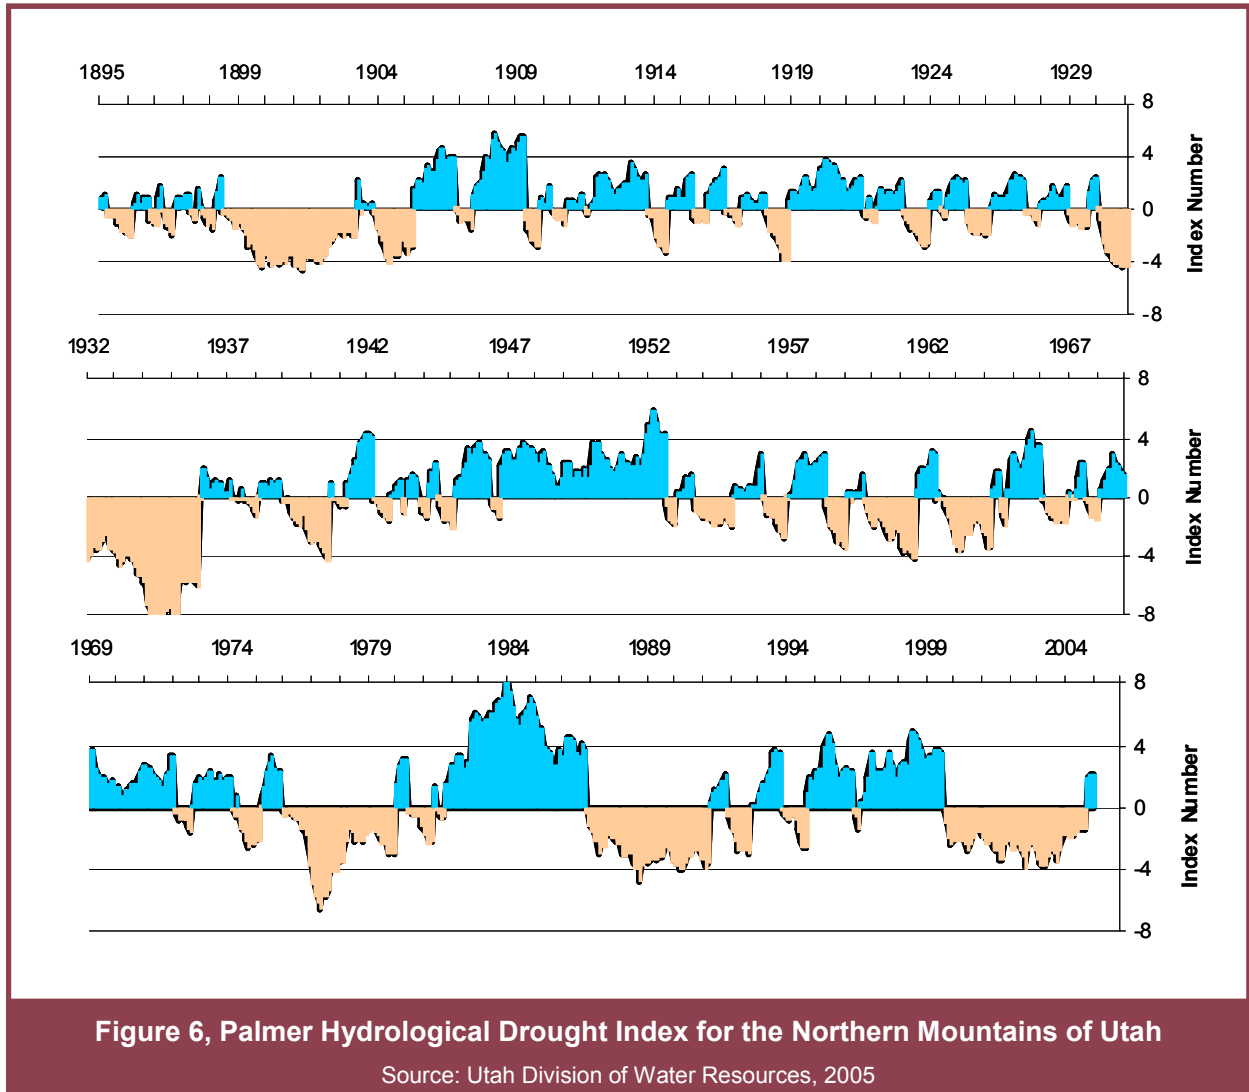 1895 1899 1904 1909 1914 1919 1924 1929
8
4
0
-4
-8
Index Number
1932 1937 1942 1947 1952 1957 1962 1967
8
4
0
-4
-8
Index Number
1969 1974 1979 1984 1989 1994 1999 2004
8
4
0
-4
-8
Index Number
Figure 6, Palmer Hydrological Drought Index for the Northern Mountains of Utah
Source: Utah Division of Water Resources, 2005